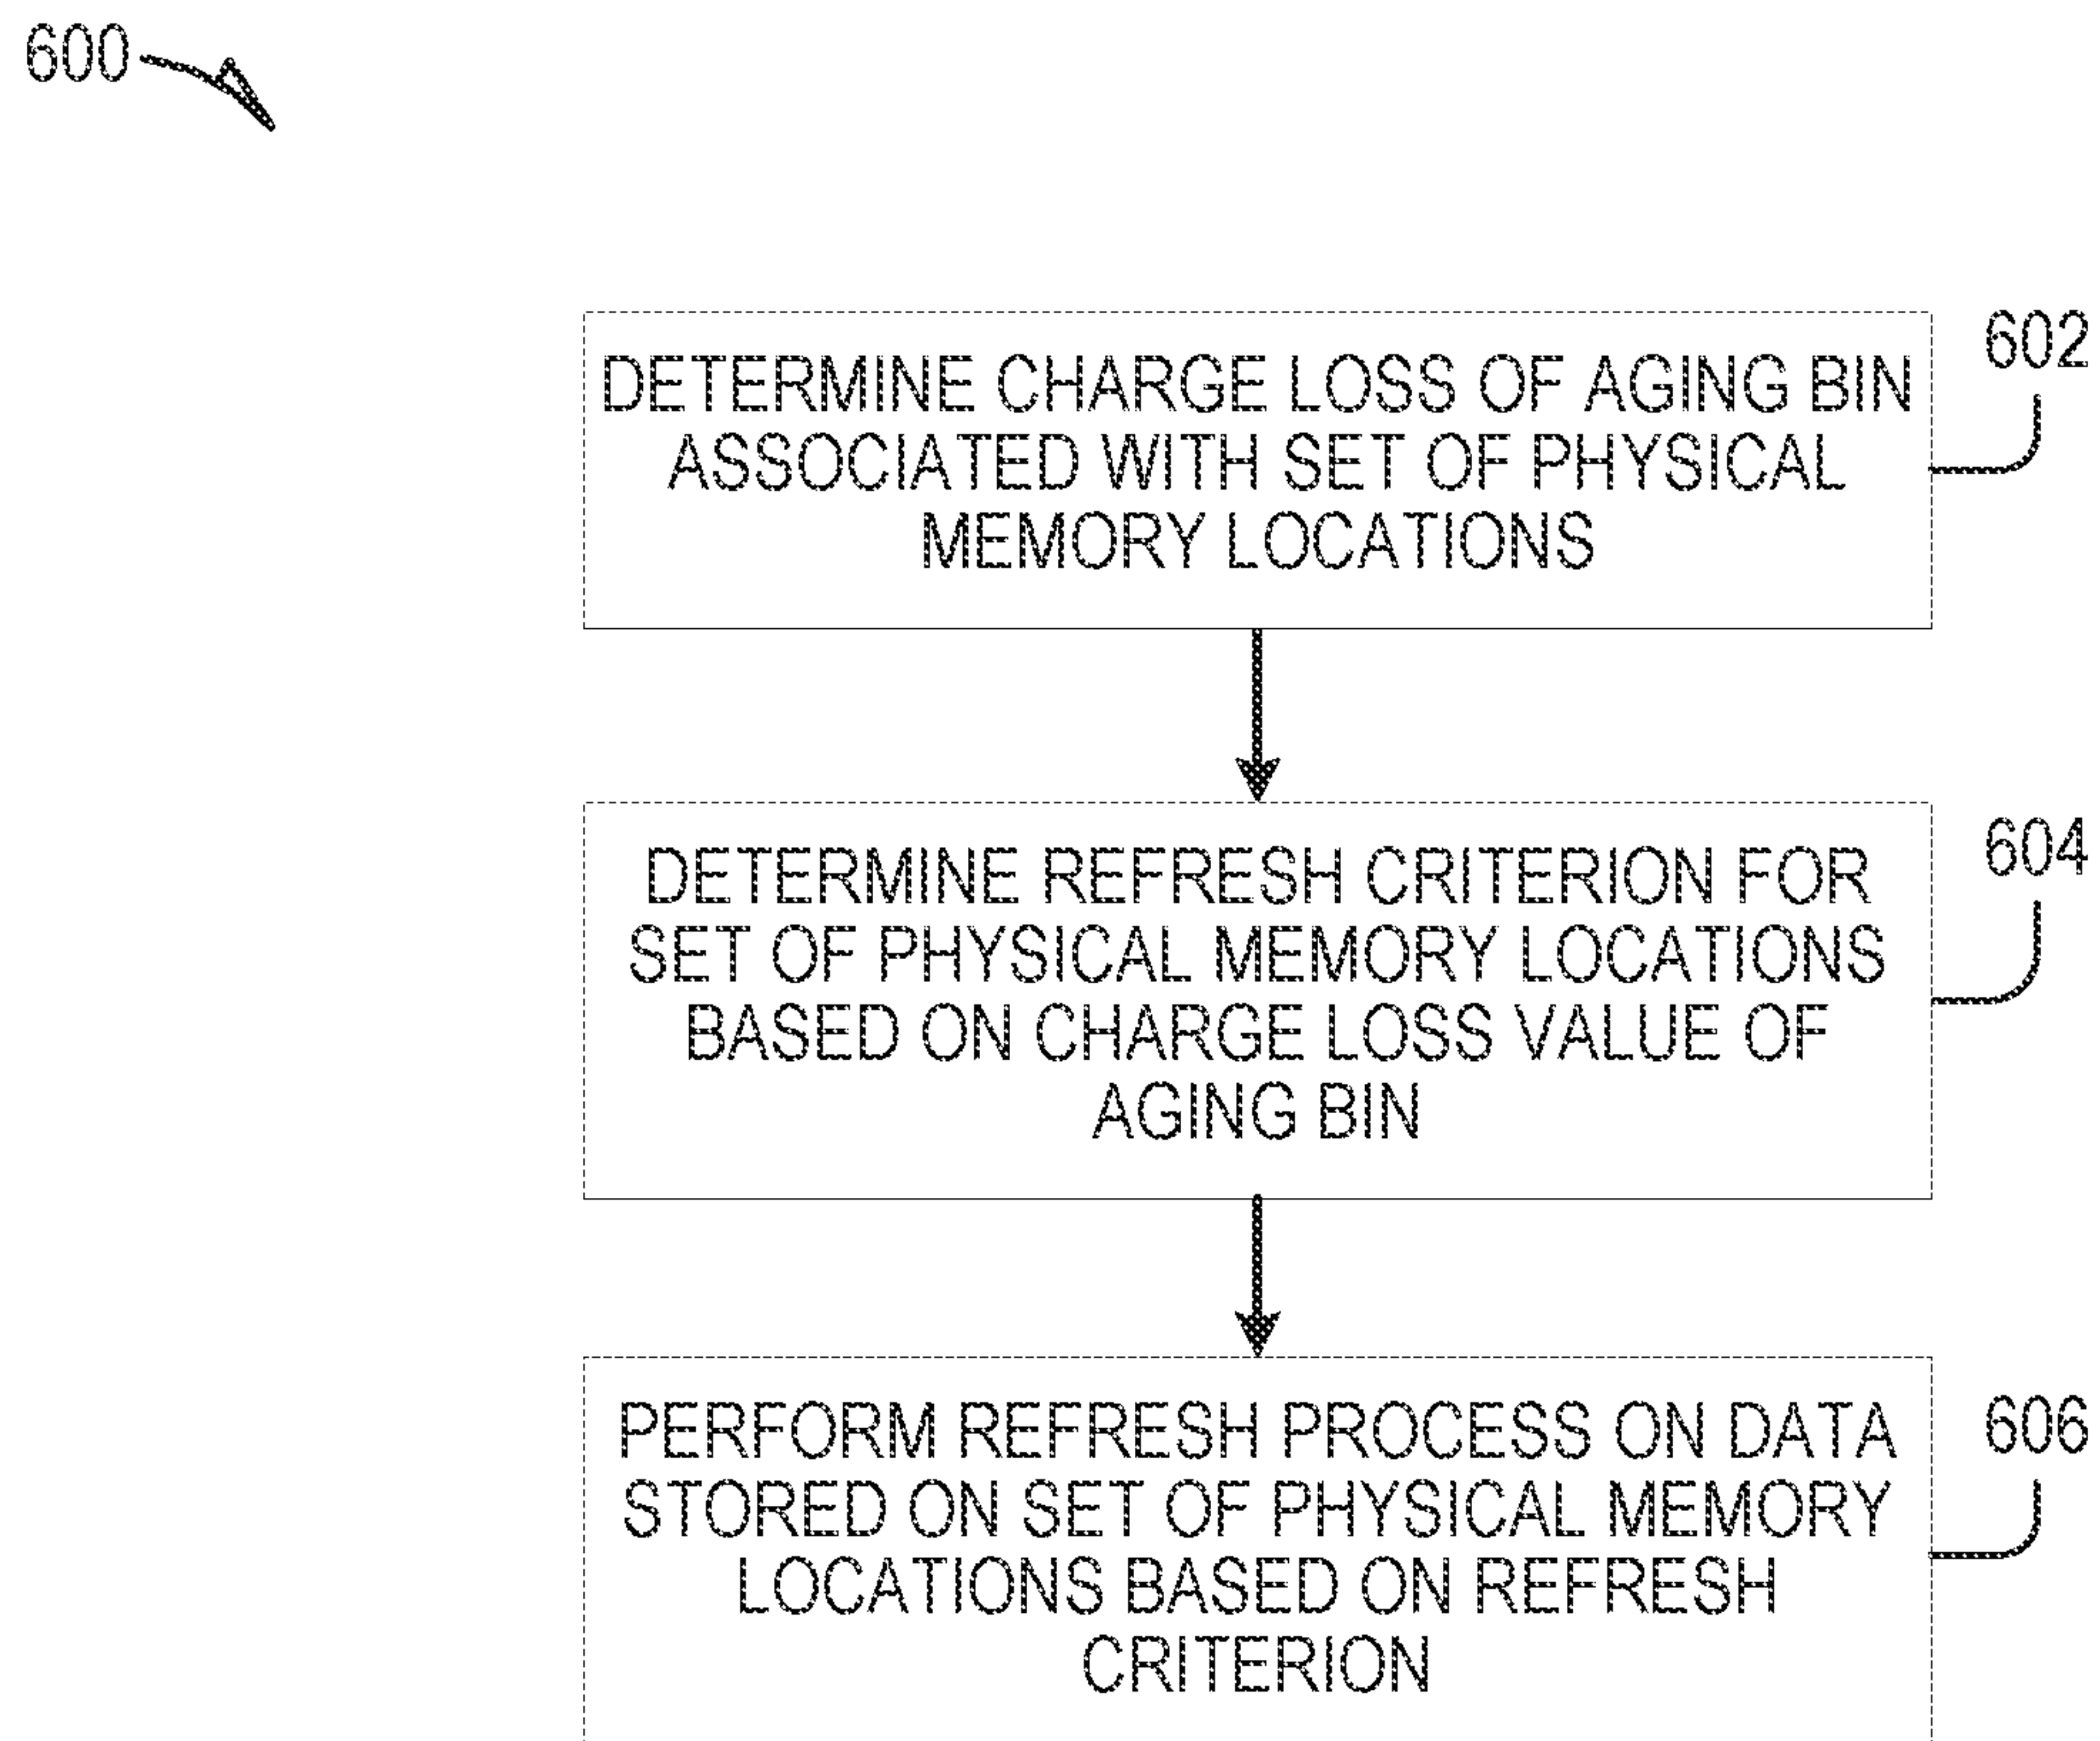 600
602
DETERMINE CHARGE LOSS OF AGING BIN
ASSOCIATED WITH SET OF PHYSICAL
MEMORY LOCATIONS
604
DETERMINE REFRESH CRITERION FOR
SET OF PHYSICAL MEMORY LOCATIONS
BASED ON CHARGE LOSS VALUE OF
AGING BIN
606
PERFORM REFRESH PROCESS ON DATA
STORED ON SET OF PHYSICAL MEMORY
LOCATIONS BASED ON REFRESH
CRITERION